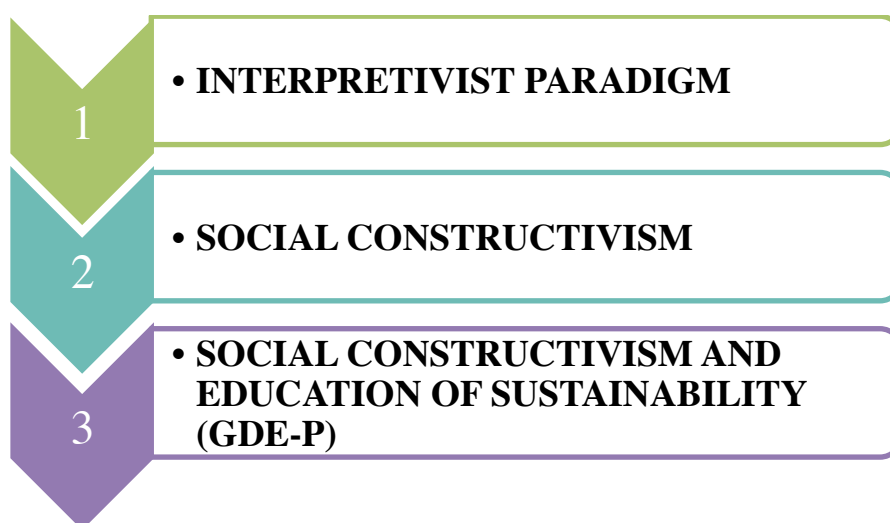 1
• INTERPRETIVIST PARADIGM
2
• SOCIAL CONSTRUCTIVISM
3
• SOCIAL CONSTRUCTIVISM AND
EDUCATION OF SUSTAINABILITY
(GDE-P)